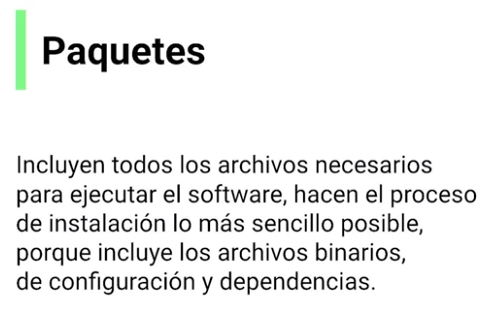 Paquetes
Incluyen todos los archivos necesarios
para ejecutar el software, hacen el proceso
de instalación lo más sencillo posible,
porque incluye los archivos binarios,
de configuración y dependencias.